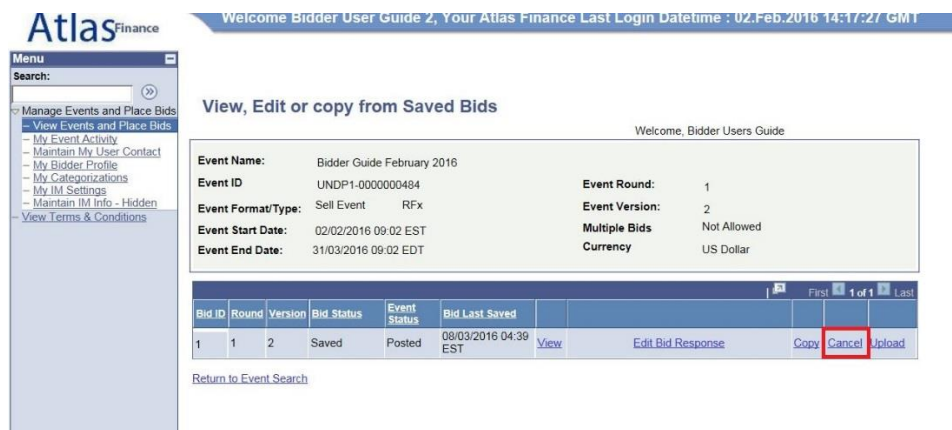 Atlas Finance
Welcome Bidder User Guide 2, Your Atlas Finance Last Login Datetime : 02.Feb.2016 14:17:27 GMT
Menu
Search:
Manage Events and Place Bids
– View Events and Place Bids
– My Event Activity
– Maintain My User Contact
– My Bidder Profile
– My Categorizations
– My IM Settings
– Maintain IM Info - Hidden
– View Terms & Conditions
View, Edit or copy from Saved Bids
Welcome, Bidder Users Guide
Event Name: Bidder Guide February 2016
Event ID UNDP1-0000000484 Event Round: 1
Event Format/Type: Sell Event RFx Event Version: 2
Event Start Date: 02/02/2016 09:02 EST Multiple Bids Not Allowed
Event End Date: 31/03/2016 09:02 EDT Currency US Dollar
First 1 of 1 Last
Bid ID Round Version Bid Status Event Status Bid Last Saved
1 1 2 Saved Posted 08/03/2016 04:39 EST View Edit Bid Response Copy Cancel Upload
Return to Event Search